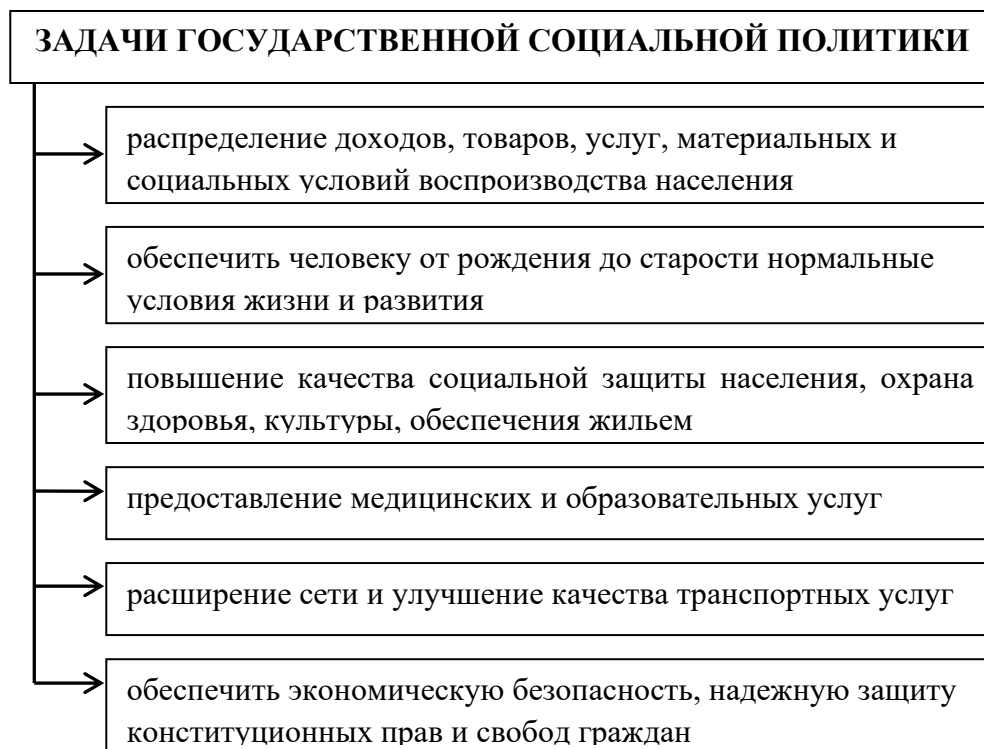 ЗАДАЧИ ГОСУДАРСТВЕННОЙ СОЦИАЛЬНОЙ ПОЛИТИКИ
распределение доходов, товаров, услуг, материальных и
социальных условий воспроизводства населения
обеспечить человеку от рождения до старости нормальные
условия жизни и развития
повышение качества социальной защиты населения, охрана
здоровья, культуры, обеспечения жильем
предоставление медицинских и образовательных услуг
расширение сети и улучшение качества транспортных услуг
обеспечить экономическую безопасность, надежную защиту
конституционных прав и свобод граждан